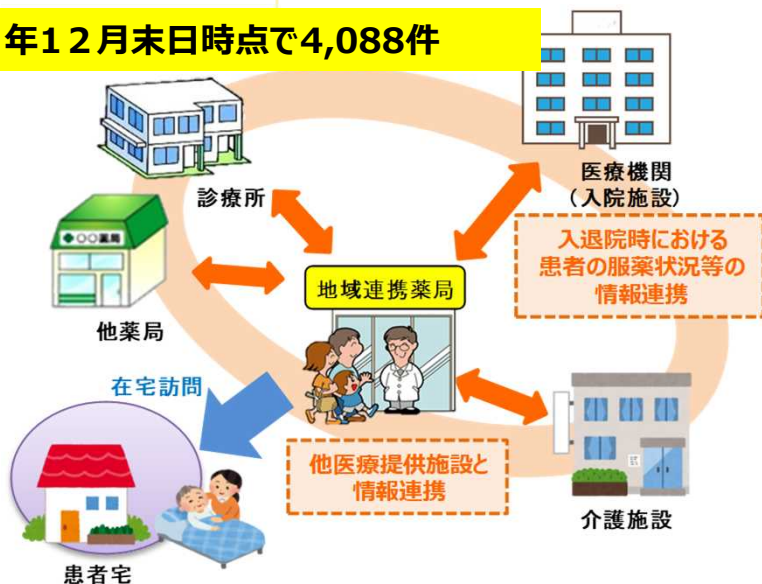 年1２月末日時点で4,088件
診療所
医療機関
（入院施設）
入退院時における
患者の服薬状況等の
情報連携
○○薬局
他薬局
地域連携薬局
在宅訪問
他医療提供施設と
情報連携
介護施設
患者宅